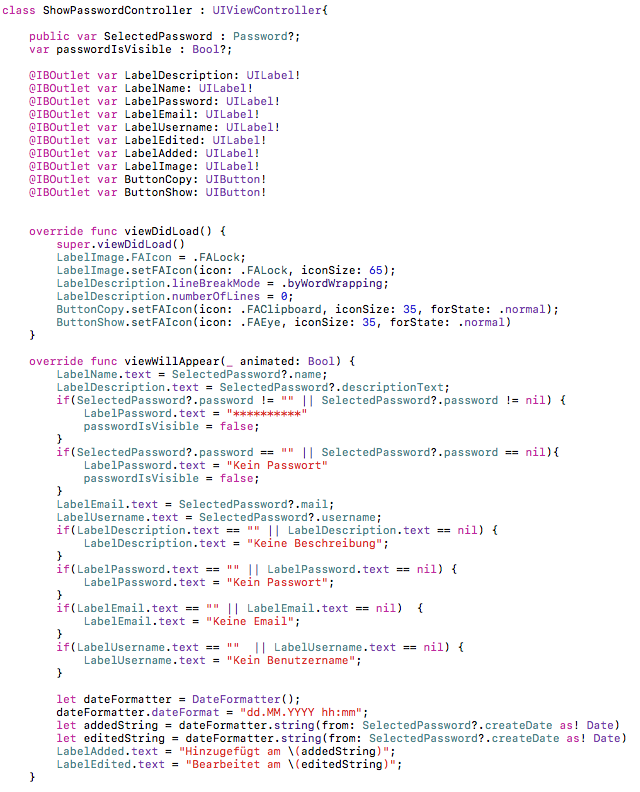 class ShowPasswordController : UIViewController{
public var SelectedPassword : Password?;
var passwordIsVisible : Bool?;
@IBOutlet var LabelDescription: UILabel!
@IBOutlet var LabelName: UILabel!
@IBOutlet var LabelPassword: UILabel!
@IBOutlet var LabelEmail: UILabel!
@IBOutlet var LabelUsername: UILabel!
@IBOutlet var LabelEdited: UILabel!
@IBOutlet var LabelAdded: UILabel!
@IBOutlet var LabelImage: UILabel!
@IBOutlet var ButtonCopy: UIButton!
@IBOutlet var ButtonShow: UIButton!
override func viewDidLoad() {
super.viewDidLoad()
LabelImage.FAIcon = .FALock;
LabelImage.setFAIcon(icon: .FALock, iconSize: 65);
LabelDescription.lineBreakMode = .byWordWrapping;
LabelDescription.numberOfLines = 0;
ButtonCopy.setFAIcon(icon: .FAClipboard, iconSize: 35, forState: .normal);
ButtonShow.setFAIcon(icon: .FAEye, iconSize: 35, forState: .normal)
}
override func viewWillAppear(_ animated: Bool) {
LabelName.text = SelectedPassword?.name;
LabelDescription.text = SelectedPassword?.descriptionText;
if(SelectedPassword?.password != "" || SelectedPassword?.password != nil) {
LabelPassword.text = "**********"
passwordIsVisible = false;
}
if(SelectedPassword?.password == "" || SelectedPassword?.password == nil){
LabelPassword.text = "Kein Passwort"
passwordIsVisible = false;
}
LabelEmail.text = SelectedPassword?.mail;
LabelUsername.text = SelectedPassword?.username;
if(LabelDescription.text == "" || LabelDescription.text == nil) {
LabelDescription.text = "Keine Beschreibung";
}
if(LabelPassword.text == "" || LabelPassword.text == nil) {
LabelPassword.text = "Kein Passwort";
}
if(LabelEmail.text == "" || LabelEmail.text == nil)  {
LabelEmail.text = "Keine Email";
}
if(LabelUsername.text == ""  || LabelUsername.text == nil) {
LabelUsername.text = "Kein Benutzername";
}
let dateFormatter = DateFormatter();
dateFormatter.dateFormat = "dd.MM.YYYY hh:mm";
let addedString = dateFormatter.string(from: SelectedPassword?.createDate as! Date)
let editedString = dateFormatter.string(from: SelectedPassword?.createDate as! Date)
LabelAdded.text = "Hinzugefügt am \(addedString)";
LabelEdited.text = "Bearbeitet am \(editedString)";
}